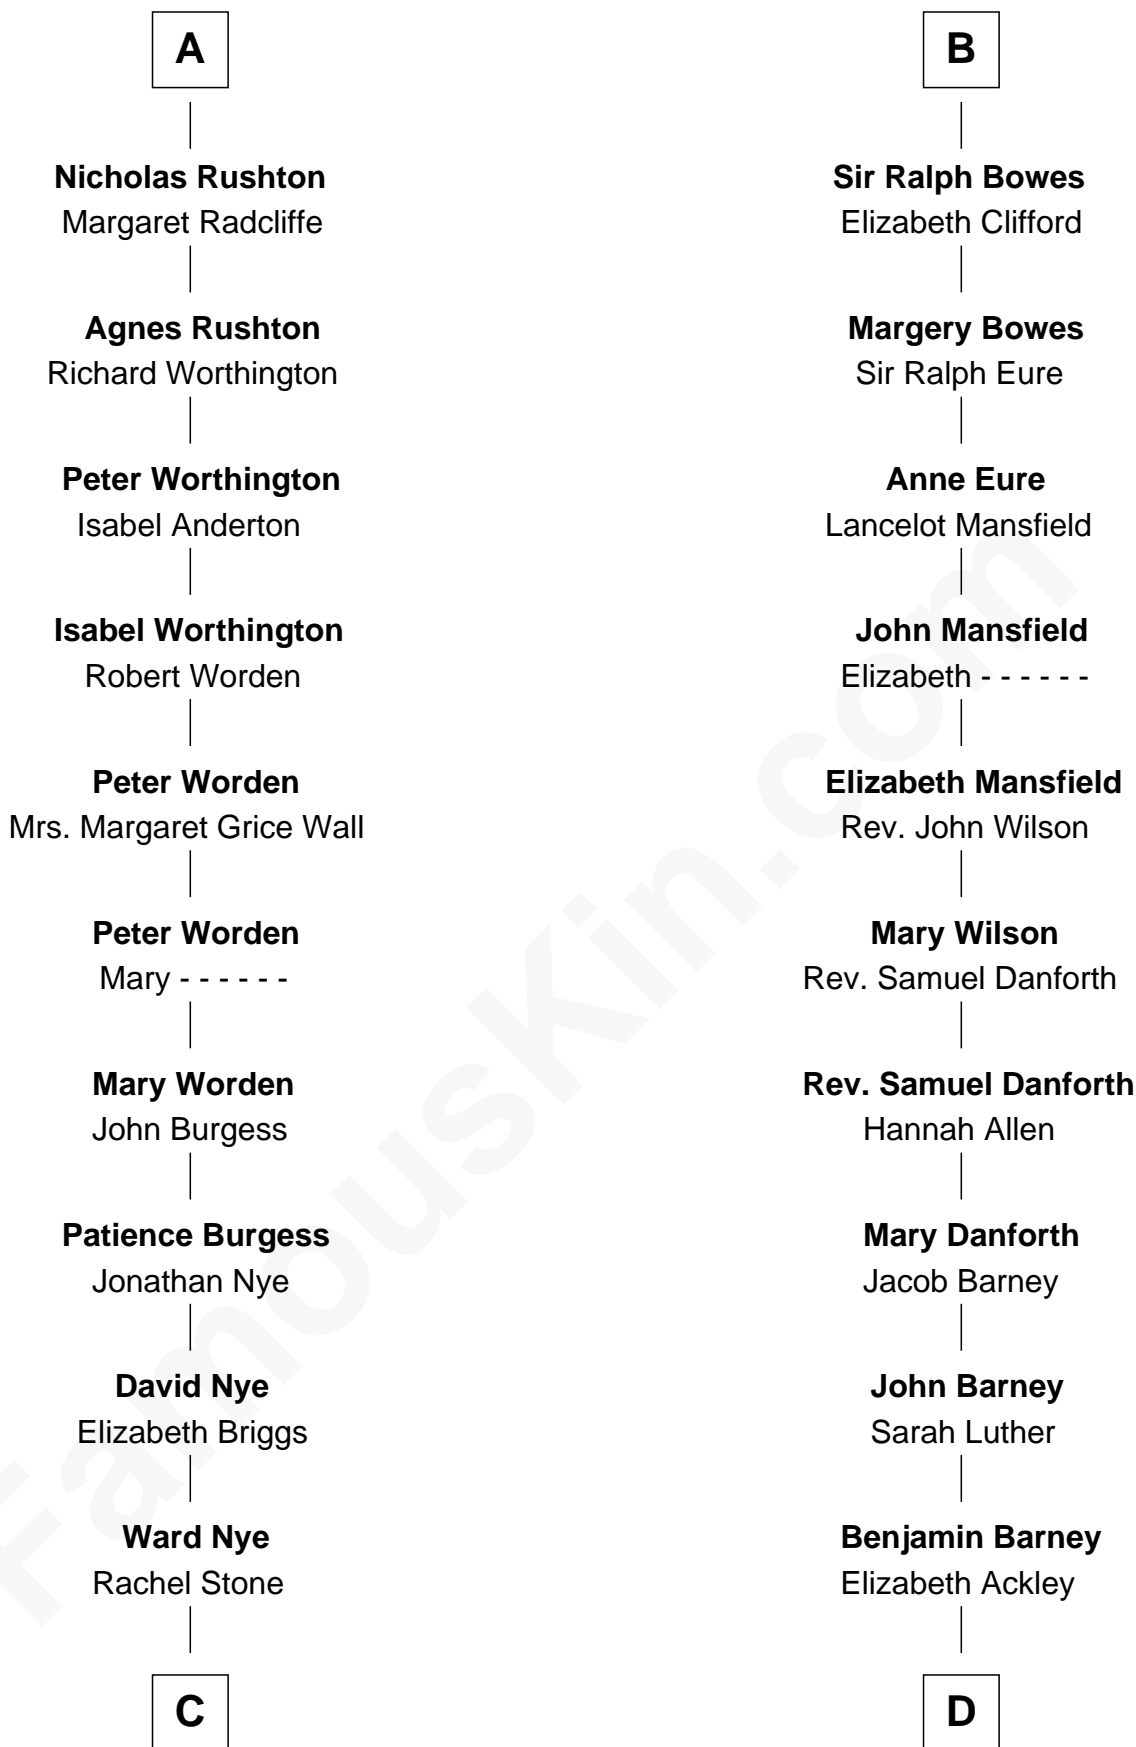 A
Nicholas Rushton
Margaret Radcliffe
Agnes Rushton
Richard Worthington
Peter Worthington
Isabel Anderton
Isabel Worthington
Robert Worden
Peter Worden
Mrs. Margaret Grice Wall
Peter Worden
Mary - - - - - -
Mary Worden
John Burgess
Patience Burgess
Jonathan Nye
David Nye
Elizabeth Briggs
Ward Nye
Rachel Stone
C
B
Sir Ralph Bowes
Elizabeth Clifford
Margery Bowes
Sir Ralph Eure
Anne Eure
Lancelot Mansfield
John Mansfield
Elizabeth - - - - - -
Elizabeth Mansfield
Rev. John Wilson
Mary Wilson
Rev. Samuel Danforth
Rev. Samuel Danforth
Hannah Allen
Mary Danforth
Jacob Barney
John Barney
Sarah Luther
Benjamin Barney
Elizabeth Ackley
D
FamousKin.com